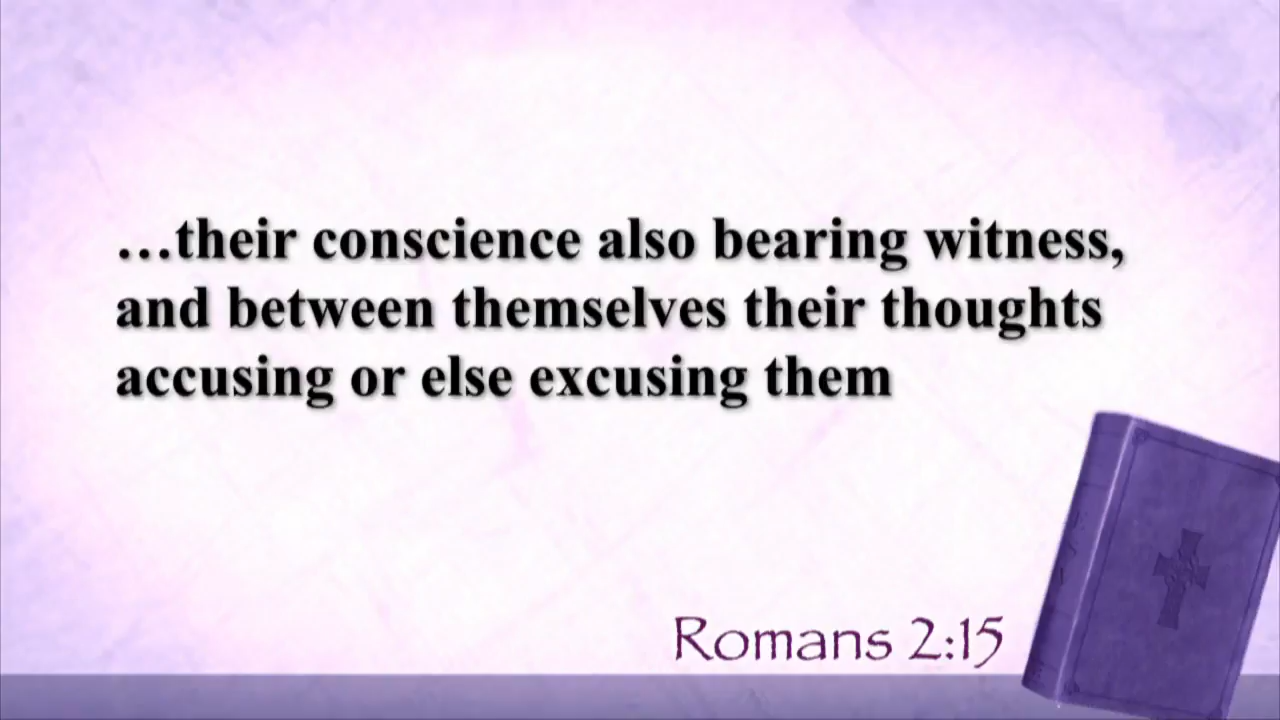 …their conscience also bearing witness,
and between themselves their thoughts
accusing or else excusing them
Romans 2:15